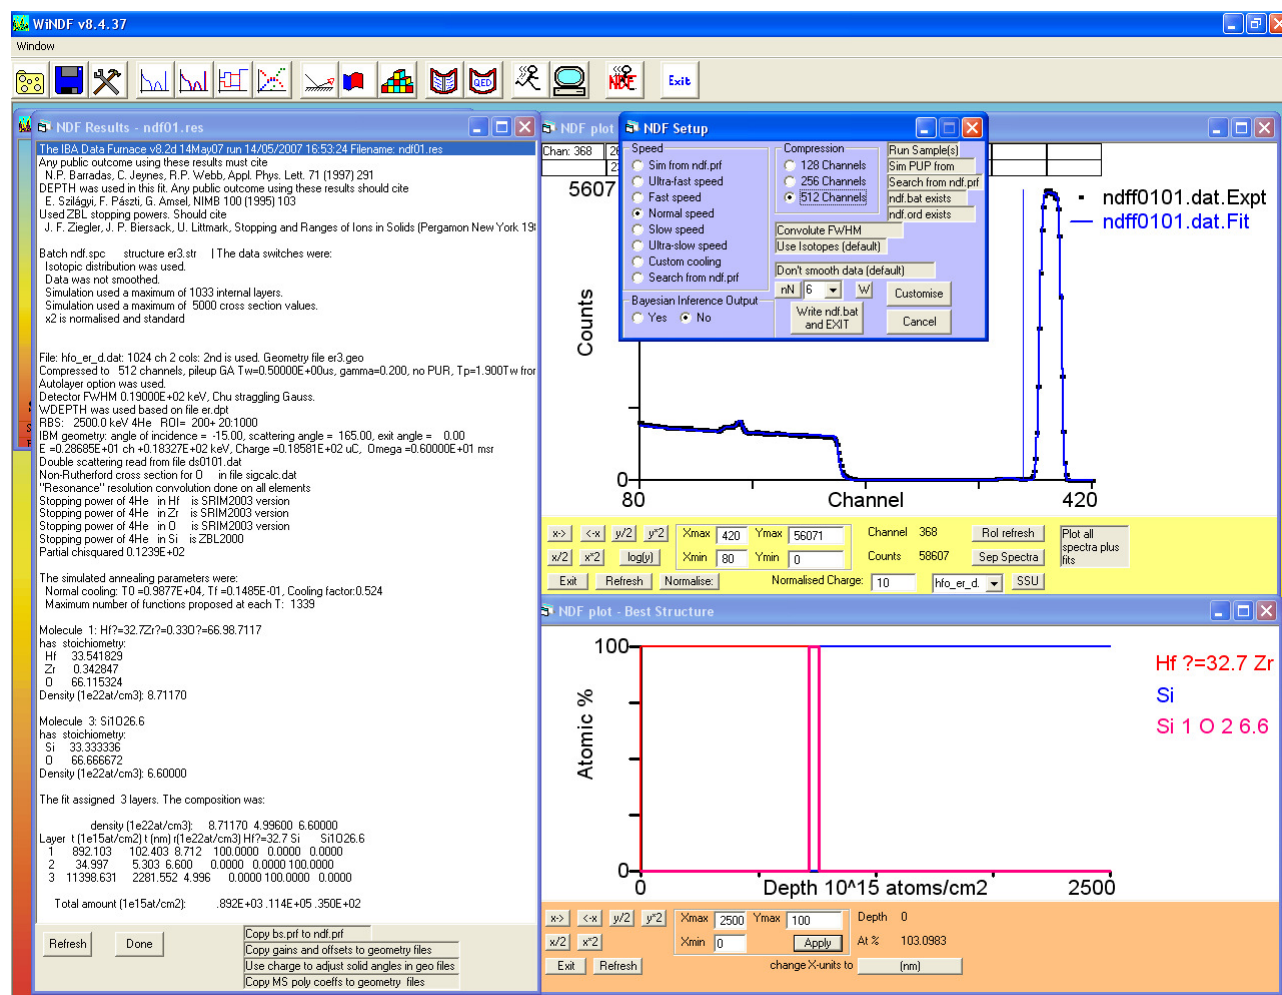 WiNDF v8.4.37
Window
QED
NDF
Exit
NDF Results - ndf01.res
The IBA Data Furnace v8.2d 14May07 run 14/05/2007 16:53:24 Filename: ndf01.res
Any public outcome using these results must cite
N.P. Barradas, C. Jeynes, R.P. Webb, Appl. Phys. Lett. 71 (1997) 291
DEPTH was used in this fit. Any public outcome using these results should cite
E. Szilágyi, F. Pászti, G. Amsel, NIMB 100 (1995) 103
Used ZBL stopping powers. Should cite
J. F. Ziegler, J. P. Biersack, U. Littmark, Stopping and Ranges of Ions in Solids (Pergamon New York 19
Batch ndf.spc structure er3.str | The data switches were:
Isotopic distribution was used.
Data was not smoothed.
Simulation used a maximum of 1033 internal layers.
Simulation used a maximum of 5000 cross section values.
x2 is normalised and standard
File: hfo_er_d.dat: 1024 ch 2 cols: 2nd is used. Geometry file er3.geo
Compressed to 512 channels, pileup GA Tw=0.50000E+00us, gamma=0.200, no PUR, Tp=1.900Tw from
Autolayer option was used.
Detector FWHM 0.19000E+02 keV, Chu straggling Gauss.
WDEPTH was used based on file er.dpt
RBS: 2500.0 keV 4He ROI= 200+ 20:1000
IBM geometry: angle of incidence = -15.00, scattering angle = 165.00, exit angle = 0.00
E =0.28685E+01 ch +0.18327E+02 keV, Charge =0.18581E+02 uC, Omega =0.60000E+01 msr
Double scattering read from file ds0101.dat
Non-Rutherford cross section for O in file sigcalc.dat
"Resonance" resolution convolution done on all elements
Stopping power of 4He in Hf is SRIM2003 version
Stopping power of 4He in Zr is SRIM2003 version
Stopping power of 4He in O is SRIM2003 version
Stopping power of 4He in Si is ZBL2000
Partial chisquared 0.1239E+02
The simulated annealing parameters were:
Normal cooling: T0 =0.9877E+04, Tf =0.1485E-01, Cooling factor:0.524
Maximum number of functions proposed at each T: 1339
Molecule 1: Hf?=32.7Zr?=0.33O?=66.98.7117
has stoichiometry:
Hf 33.541829
Zr 0.342847
O 66.115324
Density (1e22at/cm3): 8.71170
Molecule 3: Si1O26.6
has stoichiometry:
Si 33.333336
O 66.666672
Density (1e22at/cm3): 6.60000
The fit assigned 3 layers. The composition was:
density (1e22at/cm3): 8.71170 4.99600 6.60000
Layer t (1e15at/cm2) t (nm) r(1e22at/cm3) Hf?=32.7 Si Si1O26.6
1 892.103 102.403 8.712 100.0000 0.0000 0.0000
2 34.997 5.303 6.600 0.0000 0.0000 100.0000
3 11398.631 2281.552 4.996 0.0000 100.0000 0.0000
Total amount (1e15at/cm2): .892E+03 .114E+05 .350E+02
Refresh
Done
Copy bs.prf to ndf.prf
Copy gains and offsets to geometry files
Use charge to adjust solid angles in geo files
Copy MS poly coeffs to geometry files
NDF plot
Chan: 368
NDF Setup
Speed
Sim from ndf.prf
Ultra-fast speed
Fast speed
Normal speed
Slow speed
Ultra-slow speed
Custom cooling
Search from ndf.prf
Bayesian Inference Output
Yes No
Compression
128 Channels
256 Channels
512 Channels
Run Sample(s)
Sim PUP from
Search from ndf.prf
ndf.bat exists
ndf.ord exists
Convolute FWHM
Use Isotopes (default)
Don't smooth data (default)
nN 6 W
Customise
Write ndf.bat and EXIT
Cancel
5607
Counts
0
80 Channel 420
ndff0101.dat.Expt
ndff0101.dat.Fit
x-> <-x y/2 y*2 Xmax 420 Ymax 56071 Channel 368 RoI refresh
x/2 x*2 log(y) Xmin 80 Ymin 0 Counts 58607 Sep Spectra
Plot all spectra plus fits
Exit Refresh Normalise: Normalised Charge: 10 hfo_er_d. SSU
NDF plot - Best Structure
100
Atomic %
0
0 Depth 10^15 atoms/cm2 2500
Hf ?=32.7 Zr
Si
Si 1 O 2 6.6
x-> <-x y/2 y*2 Xmax 2500 Ymax 100 Depth 0
x/2 x*2 Xmin 0 Apply At % 103.0983
Exit Refresh change X-units to (nm)